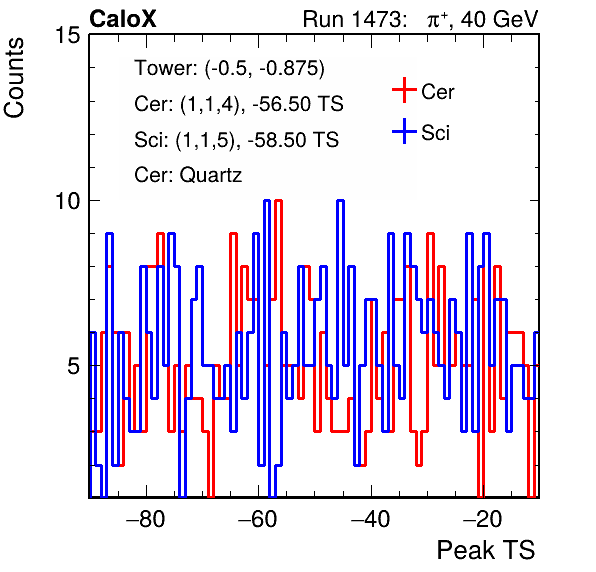 CaloX Run 1473: π+, 40 GeV
Counts
15
Tower: (-0.5, -0.875)
Cer: (1,1,4), -56.50 TS
Sci: (1,1,5), -58.50 TS
Cer: Quartz
Cer
Sci
10
5
−80 −60 −40 −20
Peak TS